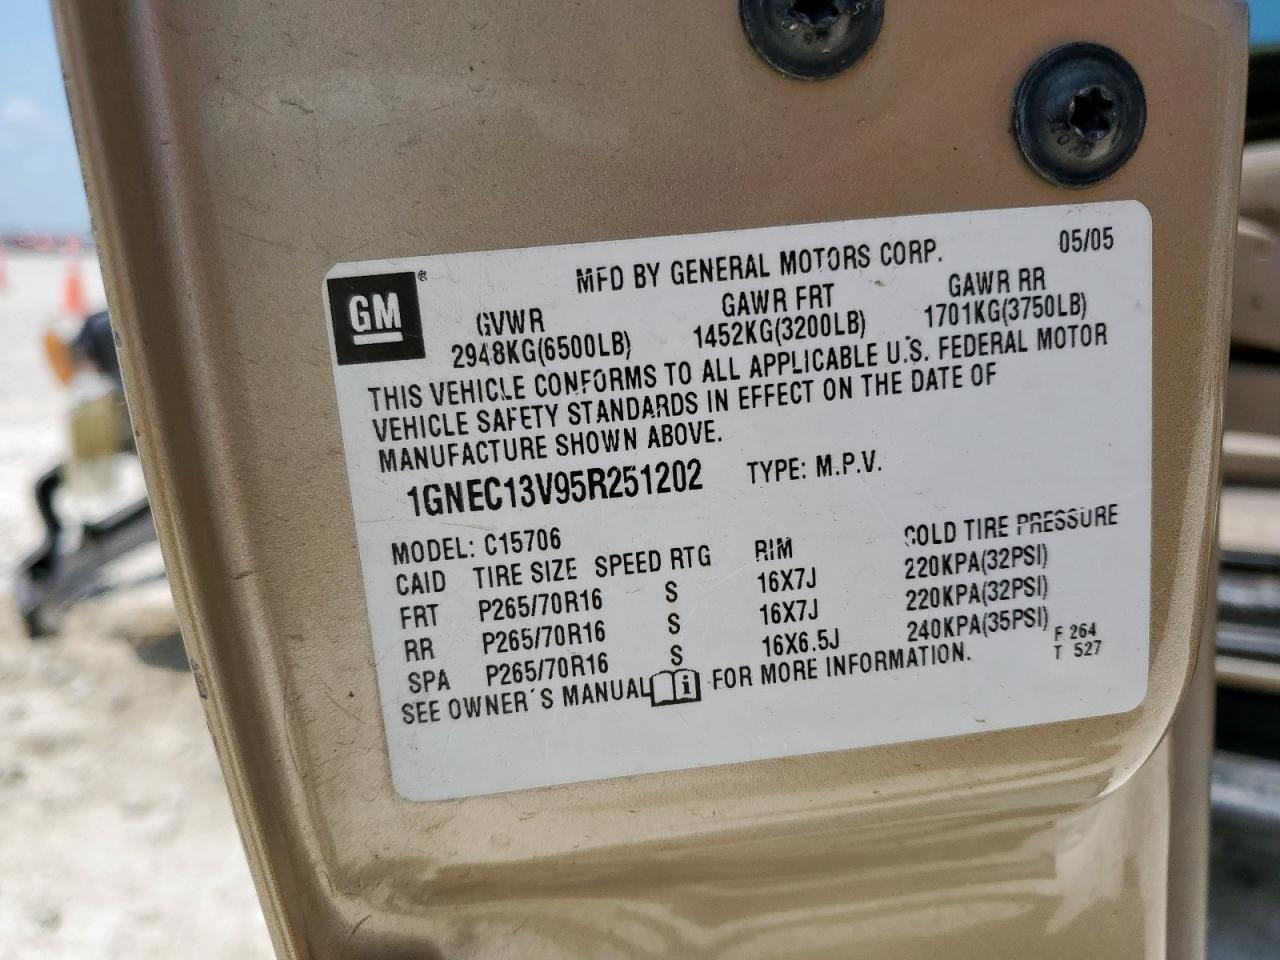 MFD BY GENERAL MOTORS CORP. 05/05
GM ®
GVWR GAWR FRT GAWR RR
2948KG(6500LB) 1452KG(3200LB) 1701KG(3750LB)
THIS VEHICLE CONFORMS TO ALL APPLICABLE U.S. FEDERAL MOTOR
VEHICLE SAFETY STANDARDS IN EFFECT ON THE DATE OF
MANUFACTURE SHOWN ABOVE.
1GNEC13V95R251202 TYPE: M.P.V.
MODEL: C15706
CAID TIRE SIZE SPEED RTG RIM COLD TIRE PRESSURE
FRT P265/70R16 S 16X7J 220KPA(32PSI)
RR P265/70R16 S 16X7J 220KPA(32PSI)
SPA P265/70R16 S 16X6.5J 240KPA(35PSI)
SEE OWNER'S MANUAL i FOR MORE INFORMATION.
F 264
T 527